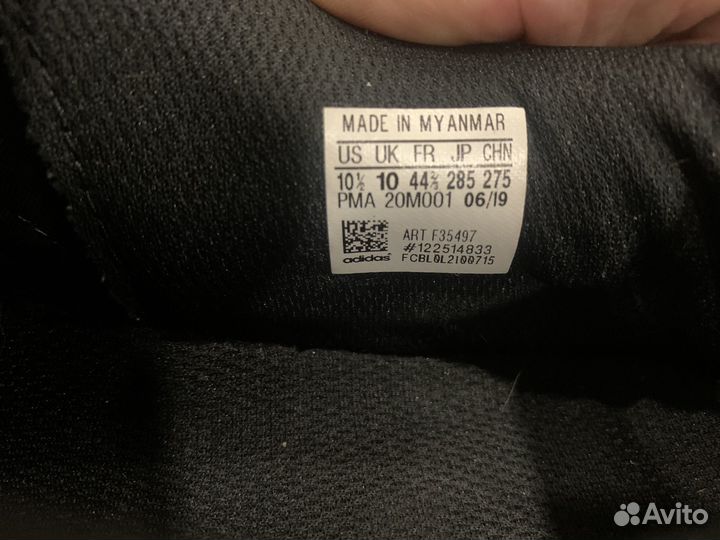 MADE IN MYANMAR
US UK FR JP CHN
10½ 10 44⅔ 285 275
PMA 20M001 06/19
ART F35497
#122514833
adidas FCBL0L2100715
Avito